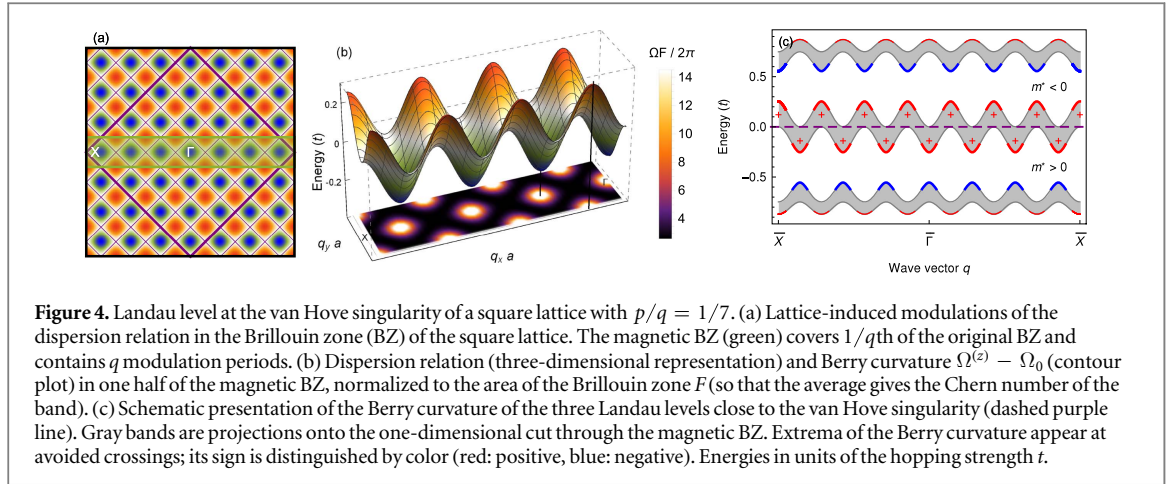 (a)
X
Γ
(b)
Energy (t)
0.2
0
-0.2
q_y a
q_x a
x
Γ
ΩF / 2π
14
12
10
8
6
4
(c)
Energy (t)
0.5
0.0
−0.5
m* < 0
m* > 0
X̅
Γ̅
X̅
Wave vector q
Figure 4. Landau level at the van Hove singularity of a square lattice with p/q = 1/7. (a) Lattice-induced modulations of the
dispersion relation in the Brillouin zone (BZ) of the square lattice. The magnetic BZ (green) covers 1/qth of the original BZ and
contains q modulation periods. (b) Dispersion relation (three-dimensional representation) and Berry curvature Ω^(z) − Ω_0 (contour
plot) in one half of the magnetic BZ, normalized to the area of the Brillouin zone F (so that the average gives the Chern number of the
band). (c) Schematic presentation of the Berry curvature of the three Landau levels close to the van Hove singularity (dashed purple
line). Gray bands are projections onto the one-dimensional cut through the magnetic BZ. Extrema of the Berry curvature appear at
avoided crossings; its sign is distinguished by color (red: positive, blue: negative). Energies in units of the hopping strength t.